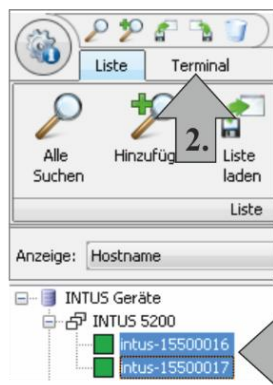 Liste Terminal
2.
Alle Suchen
Hinzufüg
Liste laden
Liste
Anzeige: Hostname
INTUS Geräte
INTUS 5200
intus-15500016
intus-15500017